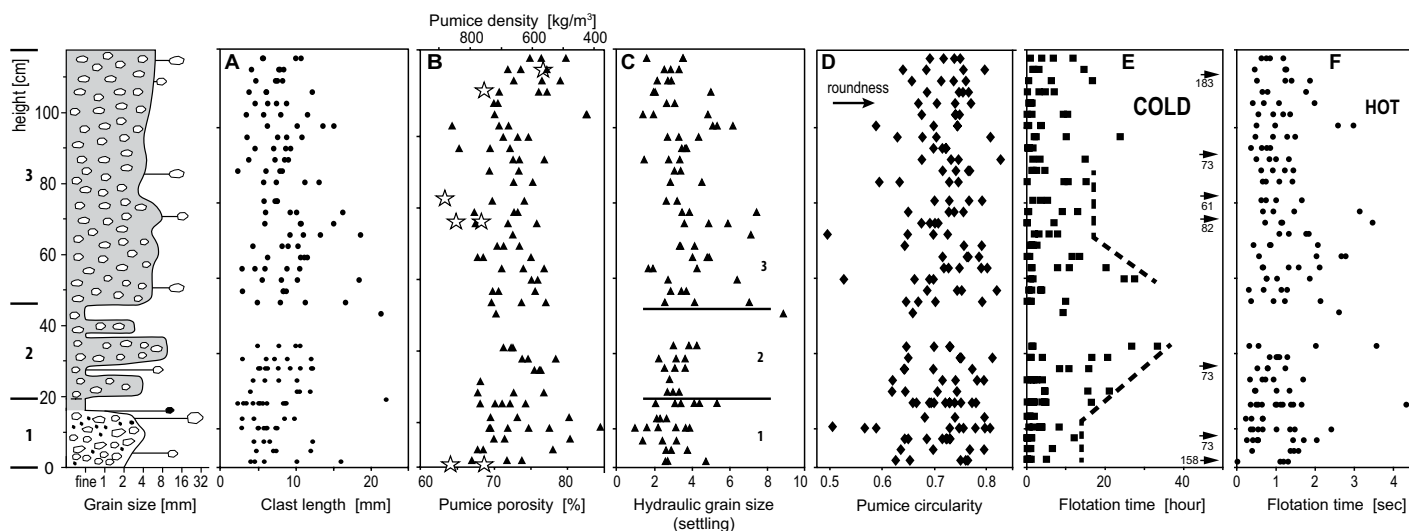 Pumice density [kg/m³]
800 600 400
A B C D E F
roundness
COLD
HOT
height [cm]
100
80
60
40
20
0
3
2
1
3
2
1
183
73
61
82
73
73
158
fine 1 2 4 8 16 32
Grain size [mm]
0 10 20
Clast length [mm]
60 70 80
Pumice porosity [%]
0 2 4 6 8 10
Hydraulic grain size
(settling)
0.5 0.6 0.7 0.8
Pumice circularity
0 20 40
Flotation time [hour]
0 1 2 3 4
Flotation time [sec]